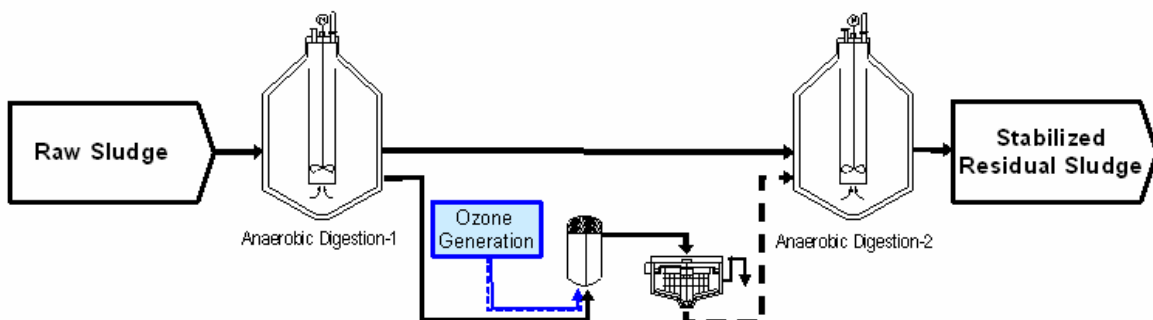 Raw Sludge
Anaerobic Digestion-1
Ozone
Generation
Anaerobic Digestion-2
Stabilized
Residual Sludge